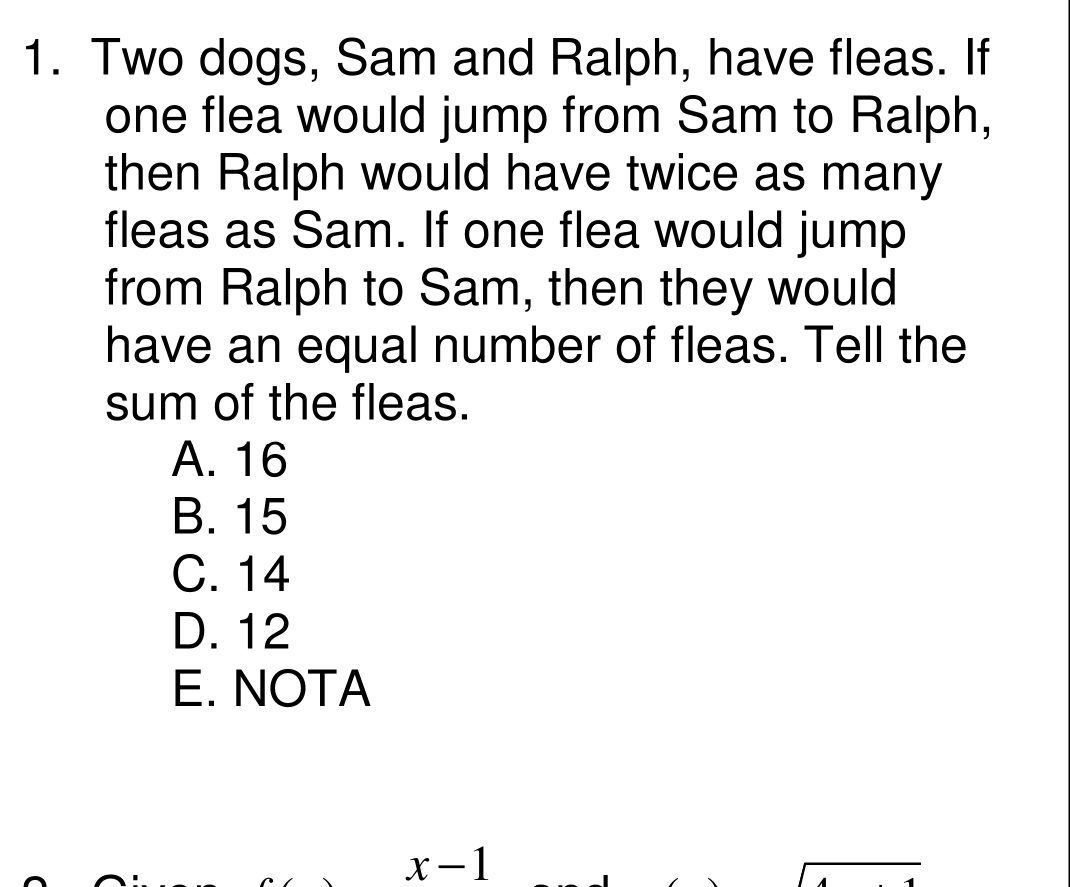 1. Two dogs, Sam and Ralph, have fleas. If
one flea would jump from Sam to Ralph,
then Ralph would have twice as many
fleas as Sam. If one flea would jump
from Ralph to Sam, then they would
have an equal number of fleas. Tell the
sum of the fleas.
A. 16
B. 15
C. 14
D. 12
E. NOTA
x−1